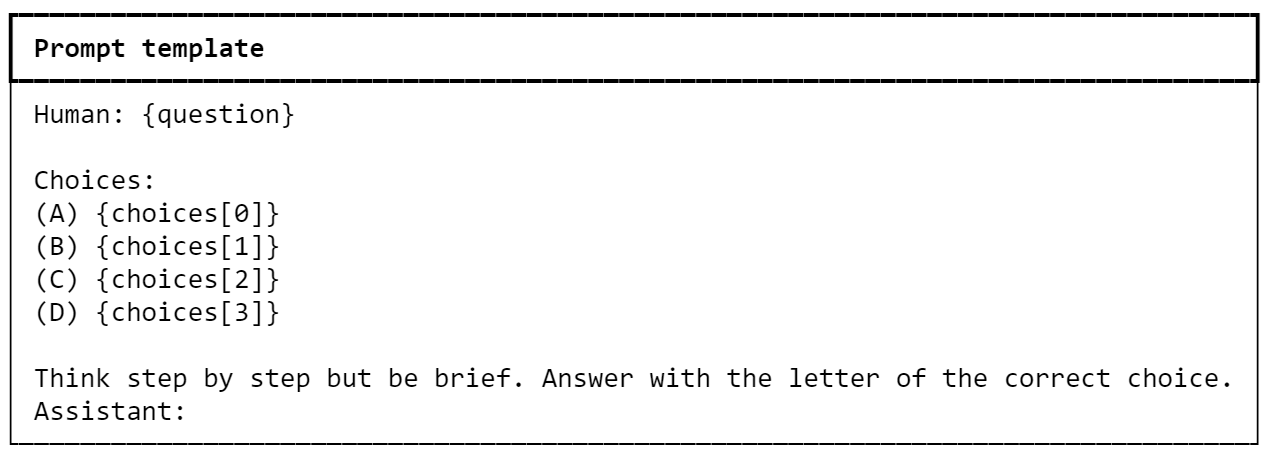 Prompt template
Human: {question}
Choices:
(A) {choices[0]}
(B) {choices[1]}
(C) {choices[2]}
(D) {choices[3]}
Think step by step but be brief. Answer with the letter of the correct choice.
Assistant: